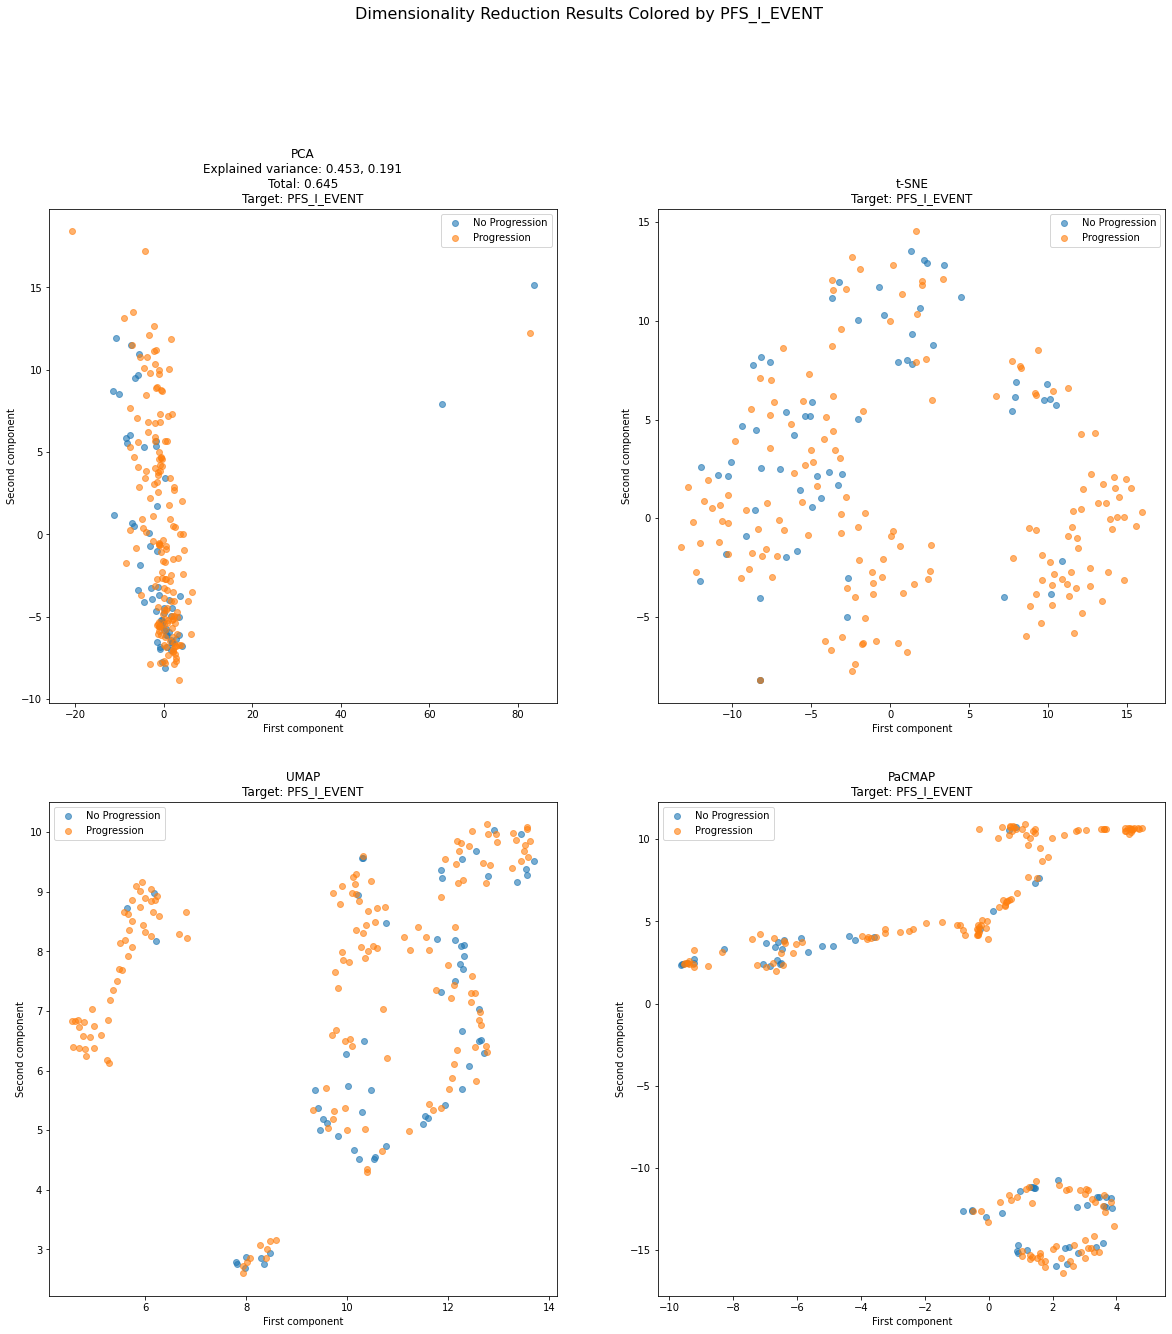 Dimensionality Reduction Results Colored by PFS_I_EVENT
PCA
Explained variance: 0.453, 0.191
Total: 0.645
Target: PFS_I_EVENT
No Progression
Progression
15
10
5
0
−5
−10
Second component
−20
0
20
40
60
80
First component
t-SNE
Target: PFS_I_EVENT
No Progression
Progression
15
10
5
0
−5
Second component
−10
−5
0
5
10
15
First component
UMAP
Target: PFS_I_EVENT
No Progression
Progression
10
9
8
7
6
5
4
3
Second component
6
8
10
12
14
First component
PaCMAP
Target: PFS_I_EVENT
No Progression
Progression
10
5
0
−5
−10
−15
Second component
−10
−8
−6
−4
−2
0
2
4
First component